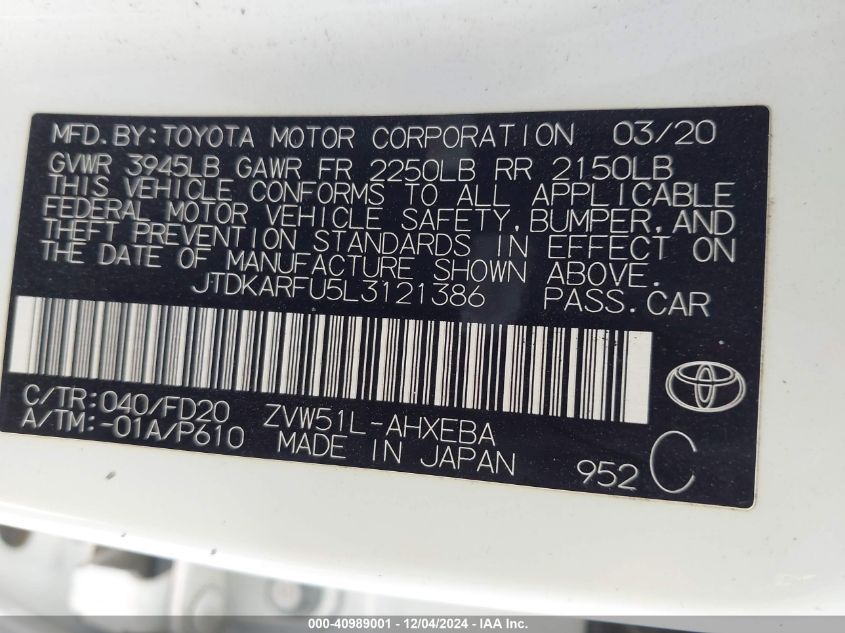 MFD. BY: TOYOTA MOTOR CORPORATION 03/20
GVWR 3945LB GAWR FR 2250LB RR 2150LB
THIS VEHICLE CONFORMS TO ALL APPLICABLE
FEDERAL MOTOR VEHICLE SAFETY, BUMPER, AND
THEFT PREVENTION STANDARDS IN EFFECT ON
THE DATE OF MANUFACTURE SHOWN ABOVE.
JTDKARFU5L3121386 PASS. CAR
C/TR: 040/FD20 ZVW51L-AHXEBA
A/TM: -01A/P610 MADE IN JAPAN 952 C
000-40989001 - 12/04/2024 - IAA Inc.